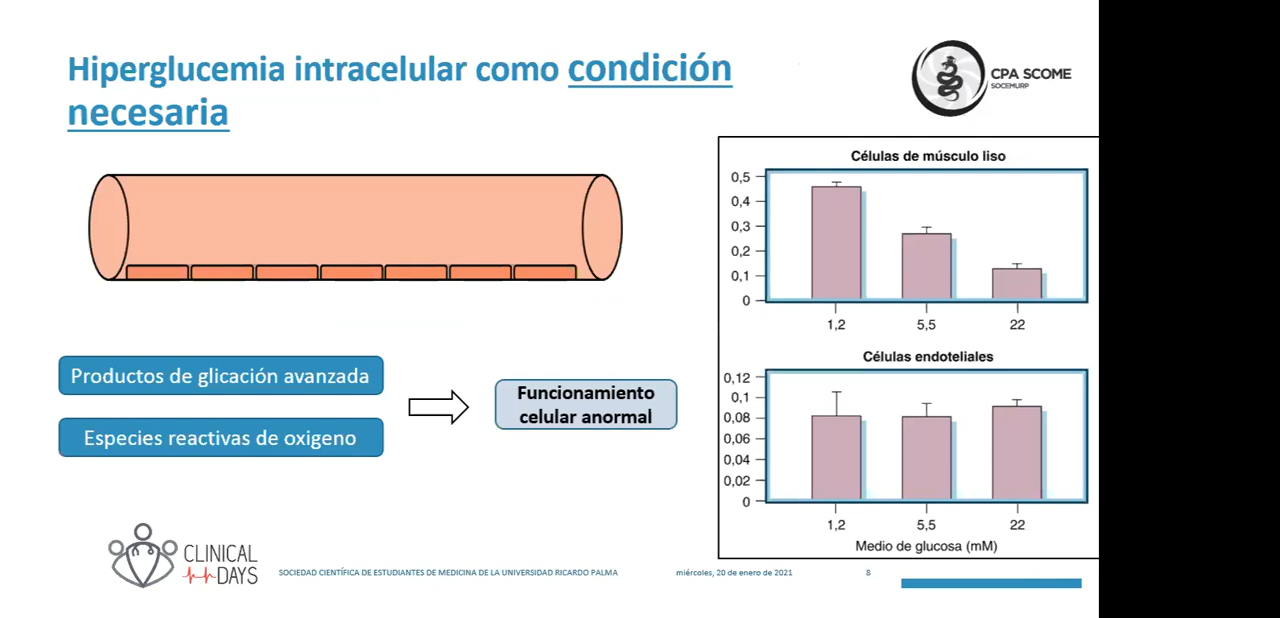 Hiperglucemia intracelular como condición
necesaria
CPA SCOME
SOCEMURP
Productos de glicación avanzada
Especies reactivas de oxigeno
Funcionamiento
celular anormal
Células de músculo liso
0,5
0,4
0,3
0,2
0,1
0
1,2 5,5 22
Células endoteliales
0,12
0,1
0,08
0,06
0,04
0,02
0
1,2 5,5 22
Medio de glucosa (mM)
CLINICAL
DAYS
SOCIEDAD CIENTÍFICA DE ESTUDIANTES DE MEDICINA DE LA UNIVERSIDAD RICARDO PALMA miércoles, 20 de enero de 2021 8